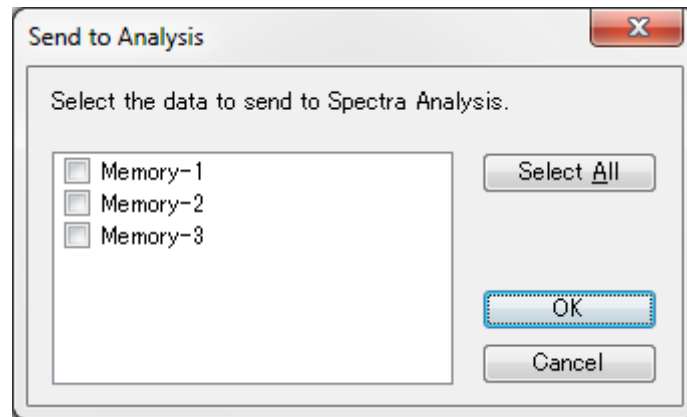 Send to Analysis
Select the data to send to Spectra Analysis.
Memory-1
Memory-2
Memory-3
Select All
OK
Cancel